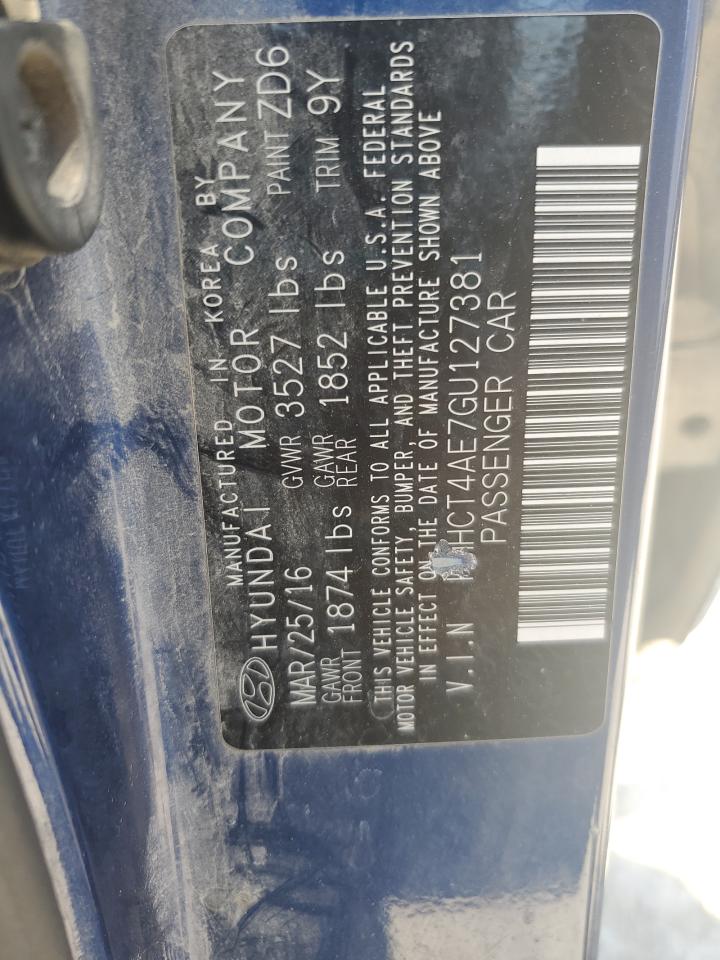 MANUFACTURED IN KOREA BY
HYUNDAI MOTOR COMPANY
MAR/25/16 GVWR 3527 lbs PAINT ZD6
GAWR FRONT 1874 lbs GAWR REAR 1852 lbs TRIM 9Y
THIS VEHICLE CONFORMS TO ALL APPLICABLE U.S.A. FEDERAL
MOTOR VEHICLE SAFETY, BUMPER, AND THEFT PREVENTION STANDARDS
IN EFFECT ON THE DATE OF MANUFACTURE SHOWN ABOVE
V.I.N HCT4AE7GU127381
PASSENGER CAR